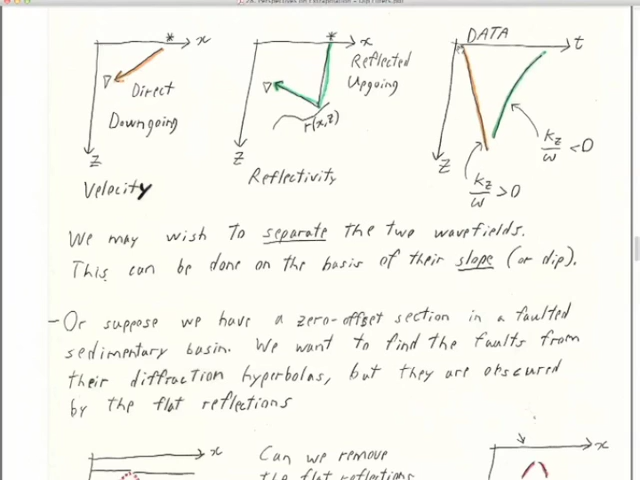 * x
Direct
Downgoing
z
Velocity
* x
Reflected
Upgoing
r(x,z)
z
Reflectivity
DATA
t
z
kz/ω < 0
kz/ω > 0
We may wish to separate the two wavefields.
This can be done on the basis of their slope (or dip).
- Or suppose we have a zero-offset section in a faulted
sedimentary basin. We want to find the faults from
their diffraction hyperbolas, but they are obscured
by the flat reflections
x
Can we remove
the flat reflections
x